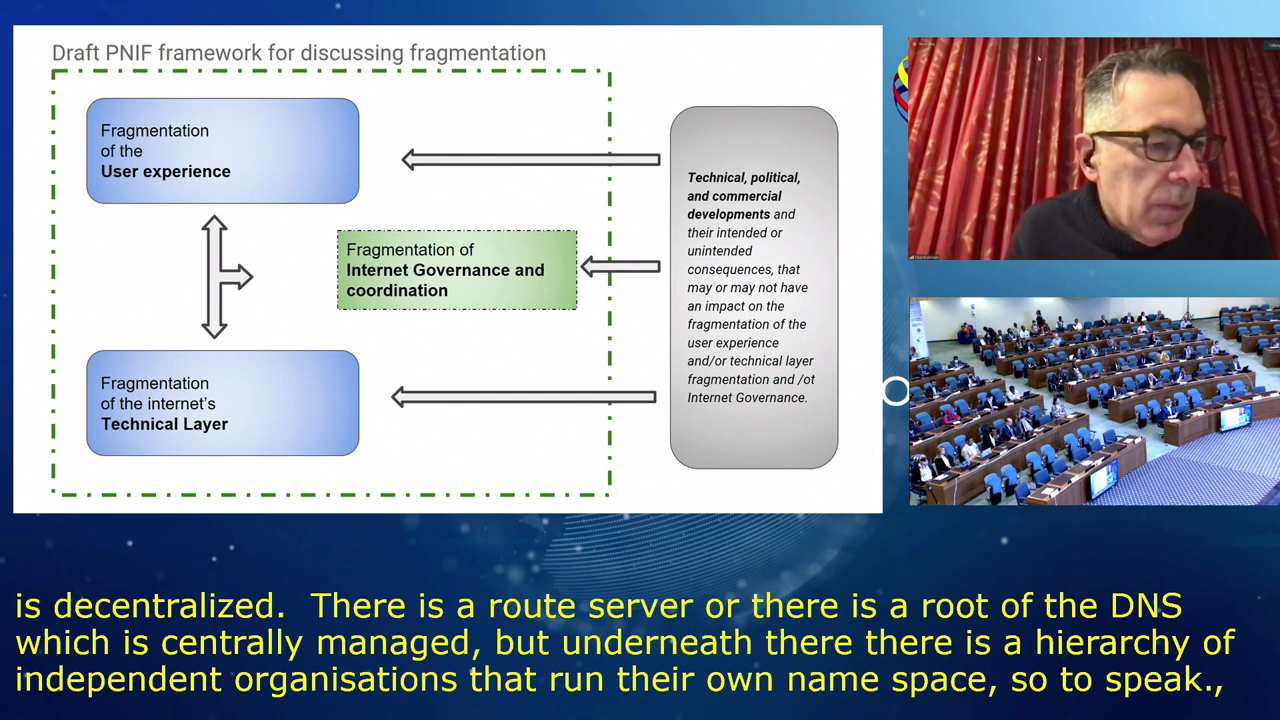 Draft PNIF framework for discussing fragmentation
Fragmentation
of the
User experience
Fragmentation of
Internet Governance and
coordination
Fragmentation
of the internet's
Technical Layer
Technical, political,
and commercial
developments and
their intended or
unintended
consequences, that
may or may not have
an impact on the
fragmentation of the
user experience
and/or technical layer
fragmentation and /ot
Internet Governance.
is decentralized.  There is a route server or there is a root of the DNS
which is centrally managed, but underneath there there is a hierarchy of
independent organisations that run their own name space, so to speak.,